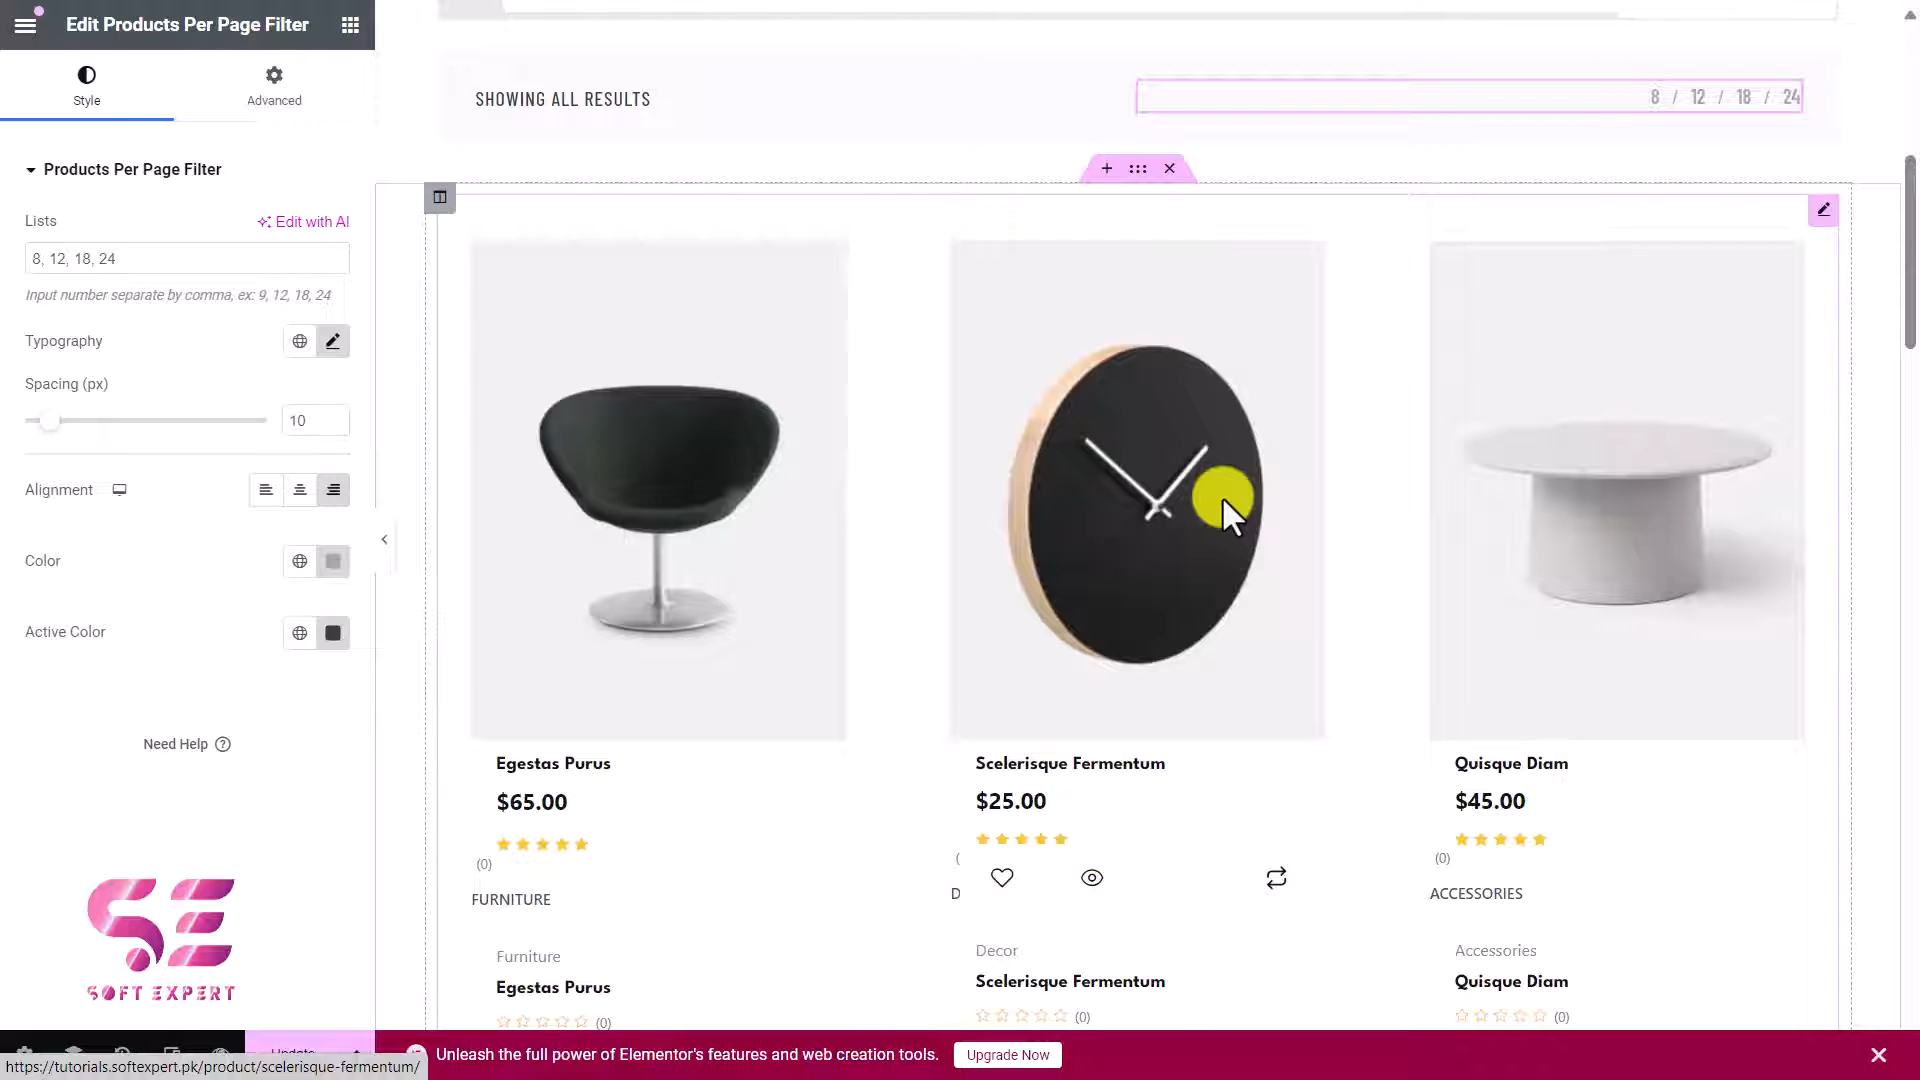 Edit Products Per Page Filter
Style
Advanced
Products Per Page Filter
Lists
Edit with AI
8, 12, 18, 24
Input number separate by comma, ex: 9, 12, 18, 24
Typography
Spacing (px)
10
Alignment
Color
Active Color
Need Help
SE
SOFT EXPERT
Update
https://tutorials.softexpert.pk/product/scelerisque-fermentum/
SHOWING ALL RESULTS
8 / 12 / 18 / 24
Egestas Purus
$65.00
(0)
FURNITURE
Furniture
Egestas Purus
(0)
Scelerisque Fermentum
$25.00
(
D
Decor
Scelerisque Fermentum
(0)
Quisque Diam
$45.00
(0)
ACCESSORIES
Accessories
Quisque Diam
(0)
Unleash the full power of Elementor's features and web creation tools.
Upgrade Now